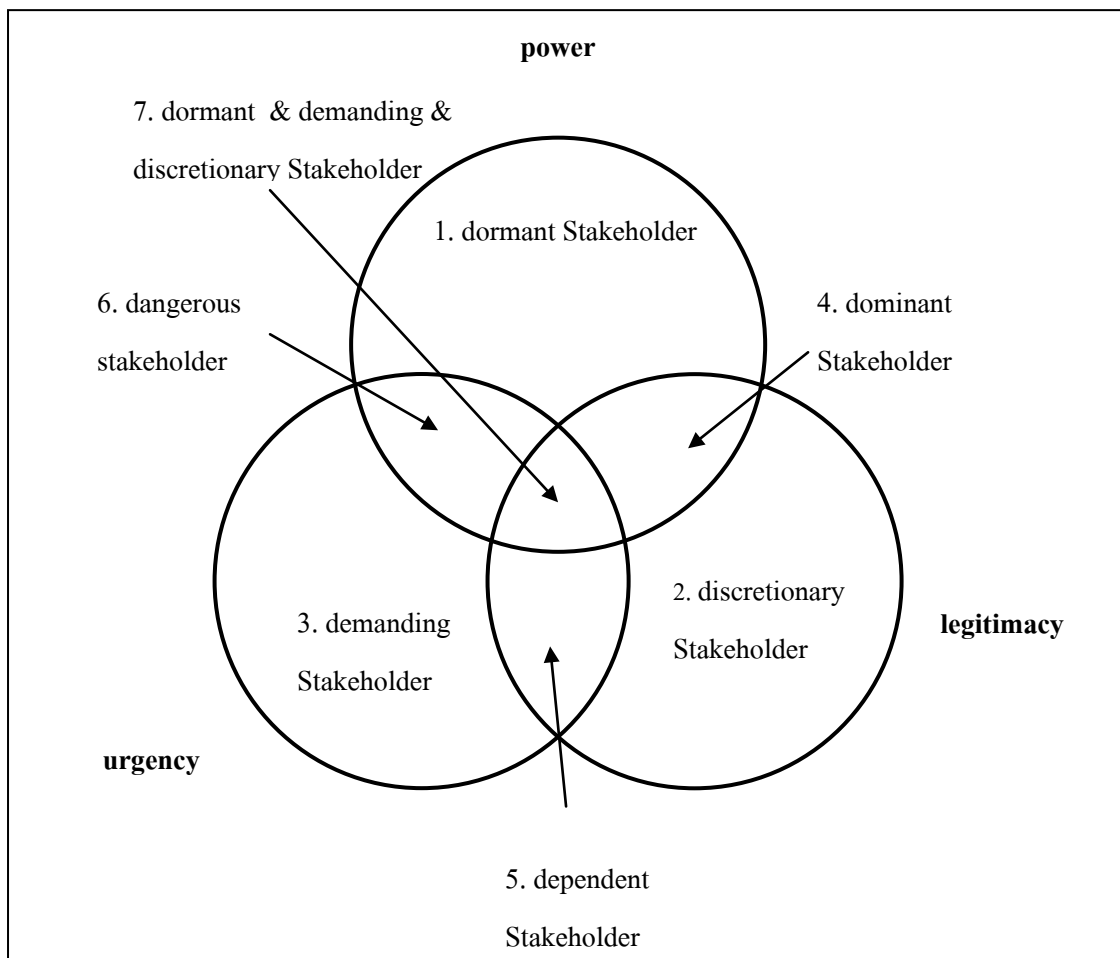 power
7. dormant & demanding &
discretionary Stakeholder
1. dormant Stakeholder
6. dangerous
stakeholder
4. dominant
Stakeholder
2. discretionary
Stakeholder
3. demanding
Stakeholder
legitimacy
urgency
5. dependent
Stakeholder